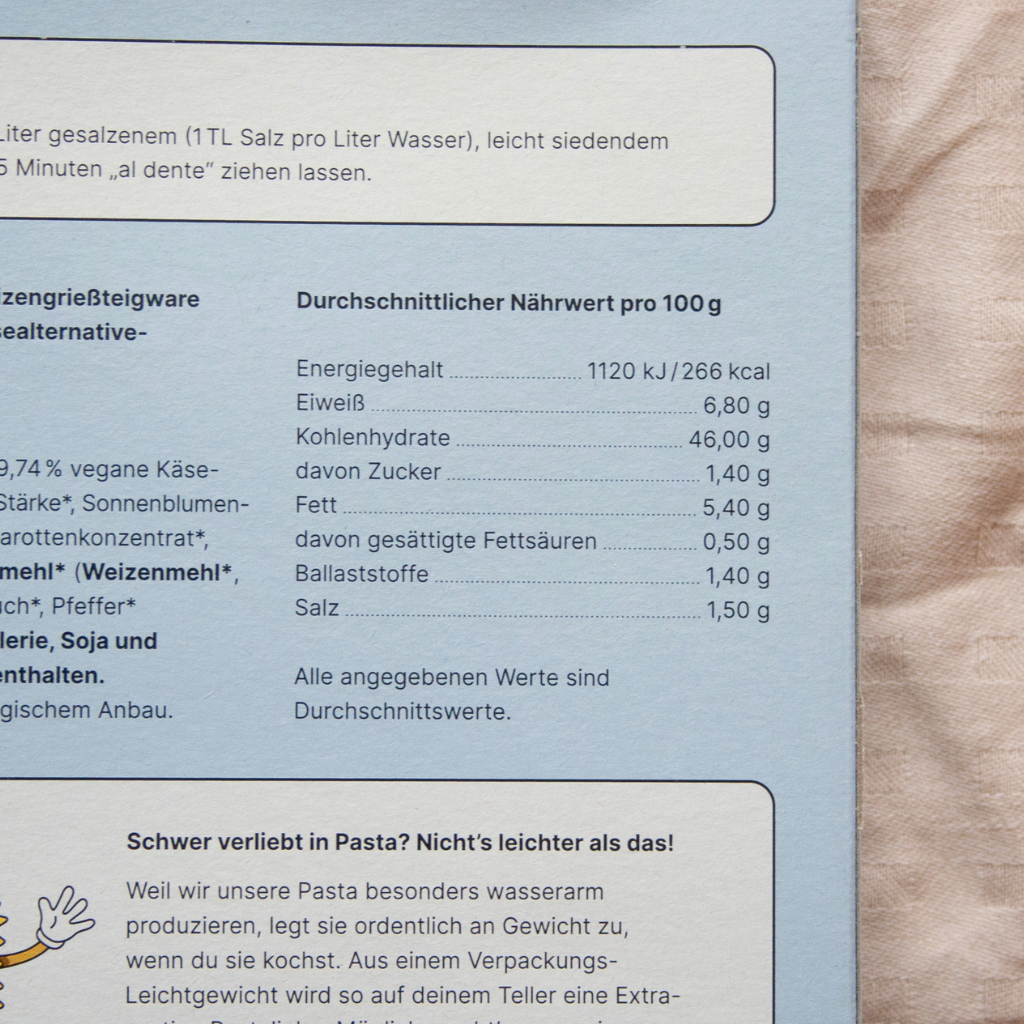 Liter gesalzenem (1 TL Salz pro Liter Wasser), leicht siedendem
5 Minuten „al dente“ ziehen lassen.
izengrießteigware
sealternative-
9,74 % vegane Käse-
Stärke*, Sonnenblumen-
arottenkonzentrat*,
mehl* (Weizenmehl*,
uch*, Pfeffer*
lerie, Soja und
enthalten.
gischem Anbau.
Durchschnittlicher Nährwert pro 100 g
Energiegehalt 1120 kJ / 266 kcal
Eiweiß 6,80 g
Kohlenhydrate 46,00 g
davon Zucker 1,40 g
Fett 5,40 g
davon gesättigte Fettsäuren 0,50 g
Ballaststoffe 1,40 g
Salz 1,50 g
Alle angegebenen Werte sind
Durchschnittswerte.
Schwer verliebt in Pasta? Nicht’s leichter als das!
Weil wir unsere Pasta besonders wasserarm
produzieren, legt sie ordentlich an Gewicht zu,
wenn du sie kochst. Aus einem Verpackungs-
Leichtgewicht wird so auf deinem Teller eine Extra-